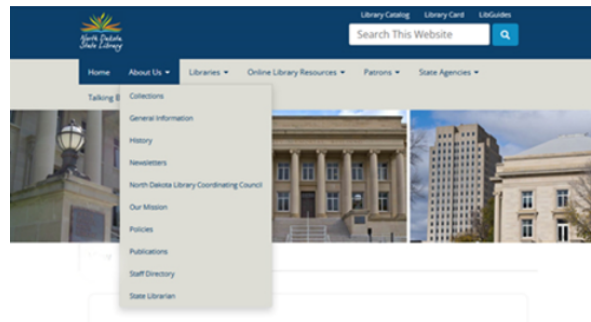 Library Catalog Library Card LibGuides
North Dakota
State Library
Search This Website
Home About Us Libraries Online Library Resources Patrons State Agencies
Talking B
Collections
General Information
History
Newsletters
North Dakota Library Coordinating Council
Our Mission
Policies
Publications
Staff Directory
State Librarian